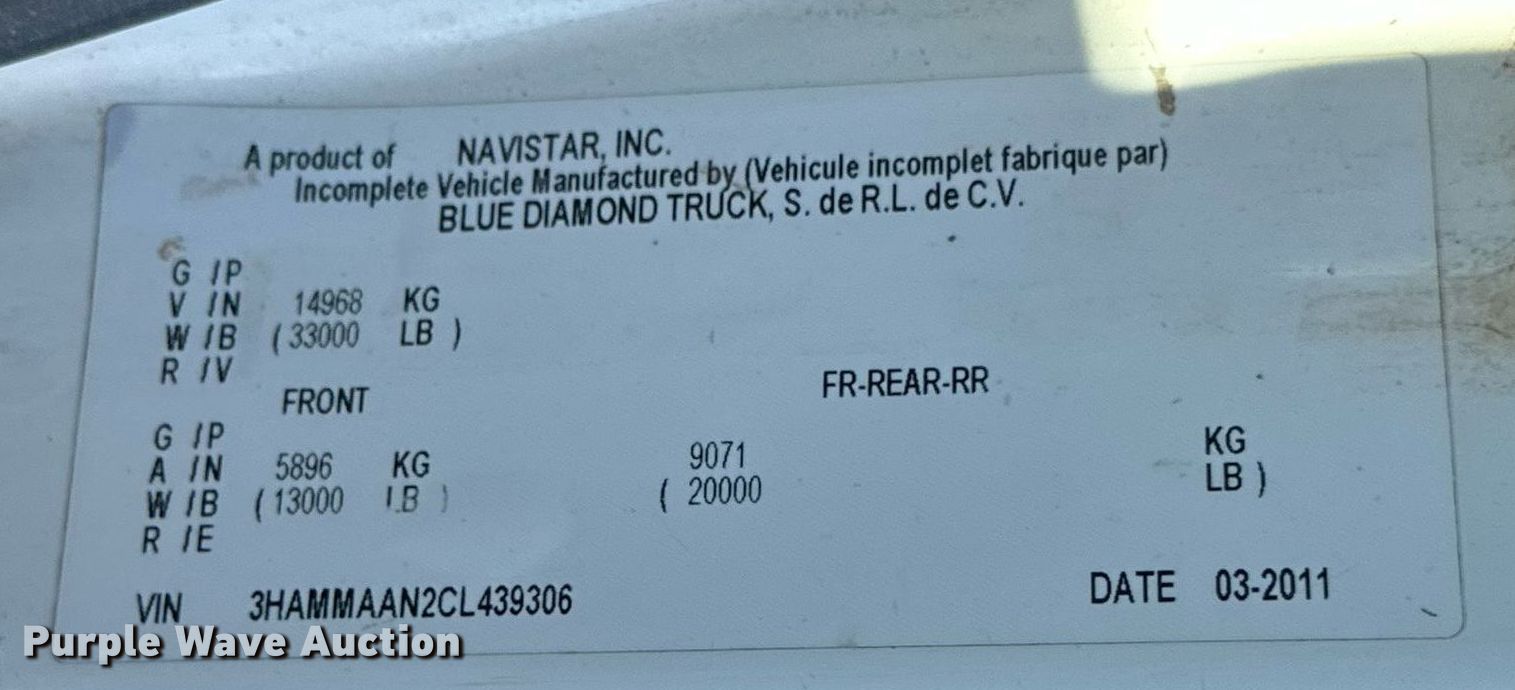 A product of NAVISTAR, INC.
Incomplete Vehicle Manufactured by (Vehicule incomplet fabrique par)
BLUE DIAMOND TRUCK, S. de R.L. de C.V.
G /P
V /N 14968 KG
W /B ( 33000 LB )
R /V
FRONT FR-REAR-RR
G /P
A /N 5896 KG 9071 KG
W /B ( 13000 LB ) ( 20000 LB )
R /E
VIN 3HAMMAAN2CL439306 DATE 03-2011
Purple Wave Auction